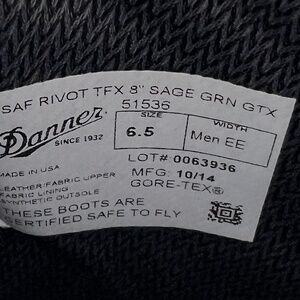 SAF RIVOT TFX 8" SAGE GRN GTX
51536
Danner
SINCE 1932
SIZE
6.5
WIDTH
Men EE
LOT# 0063936
MADE IN USA
MFG: 10/14
GORE-TEX®
LEATHER/FABRIC UPPER
FABRIC LINING
SYNTHETIC OUTSOLE
THESE BOOTS ARE
CERTIFIED SAFE TO FLY